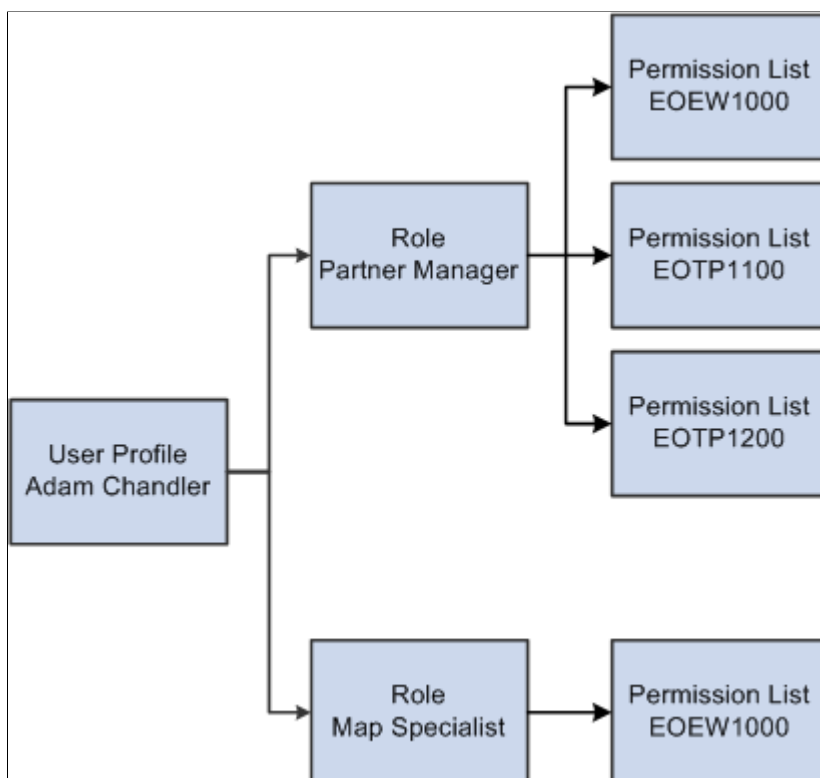 Permission List
EOEW1000
Role
Partner Manager
Permission List
EOTP1100
Permission List
EOTP1200
User Profile
Adam Chandler
Role
Map Specialist
Permission List
EOEW1000